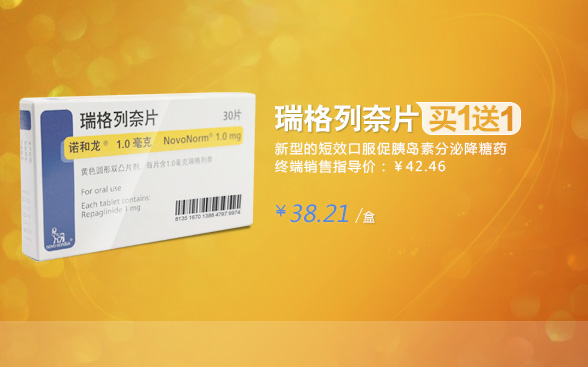 瑞格列奈片
30片
诺和龙® 1.0 毫克 NovoNorm® 1.0 mg
黄色圆形双凸片剂，每片含1.0毫克瑞格列奈
For oral use
Each tablet contains:
Repaglinide 1 mg
瑞格列奈片 买1送1
新型的短效口服促胰岛素分泌降糖药
终端销售指导价：￥42.46
￥38.21/盒